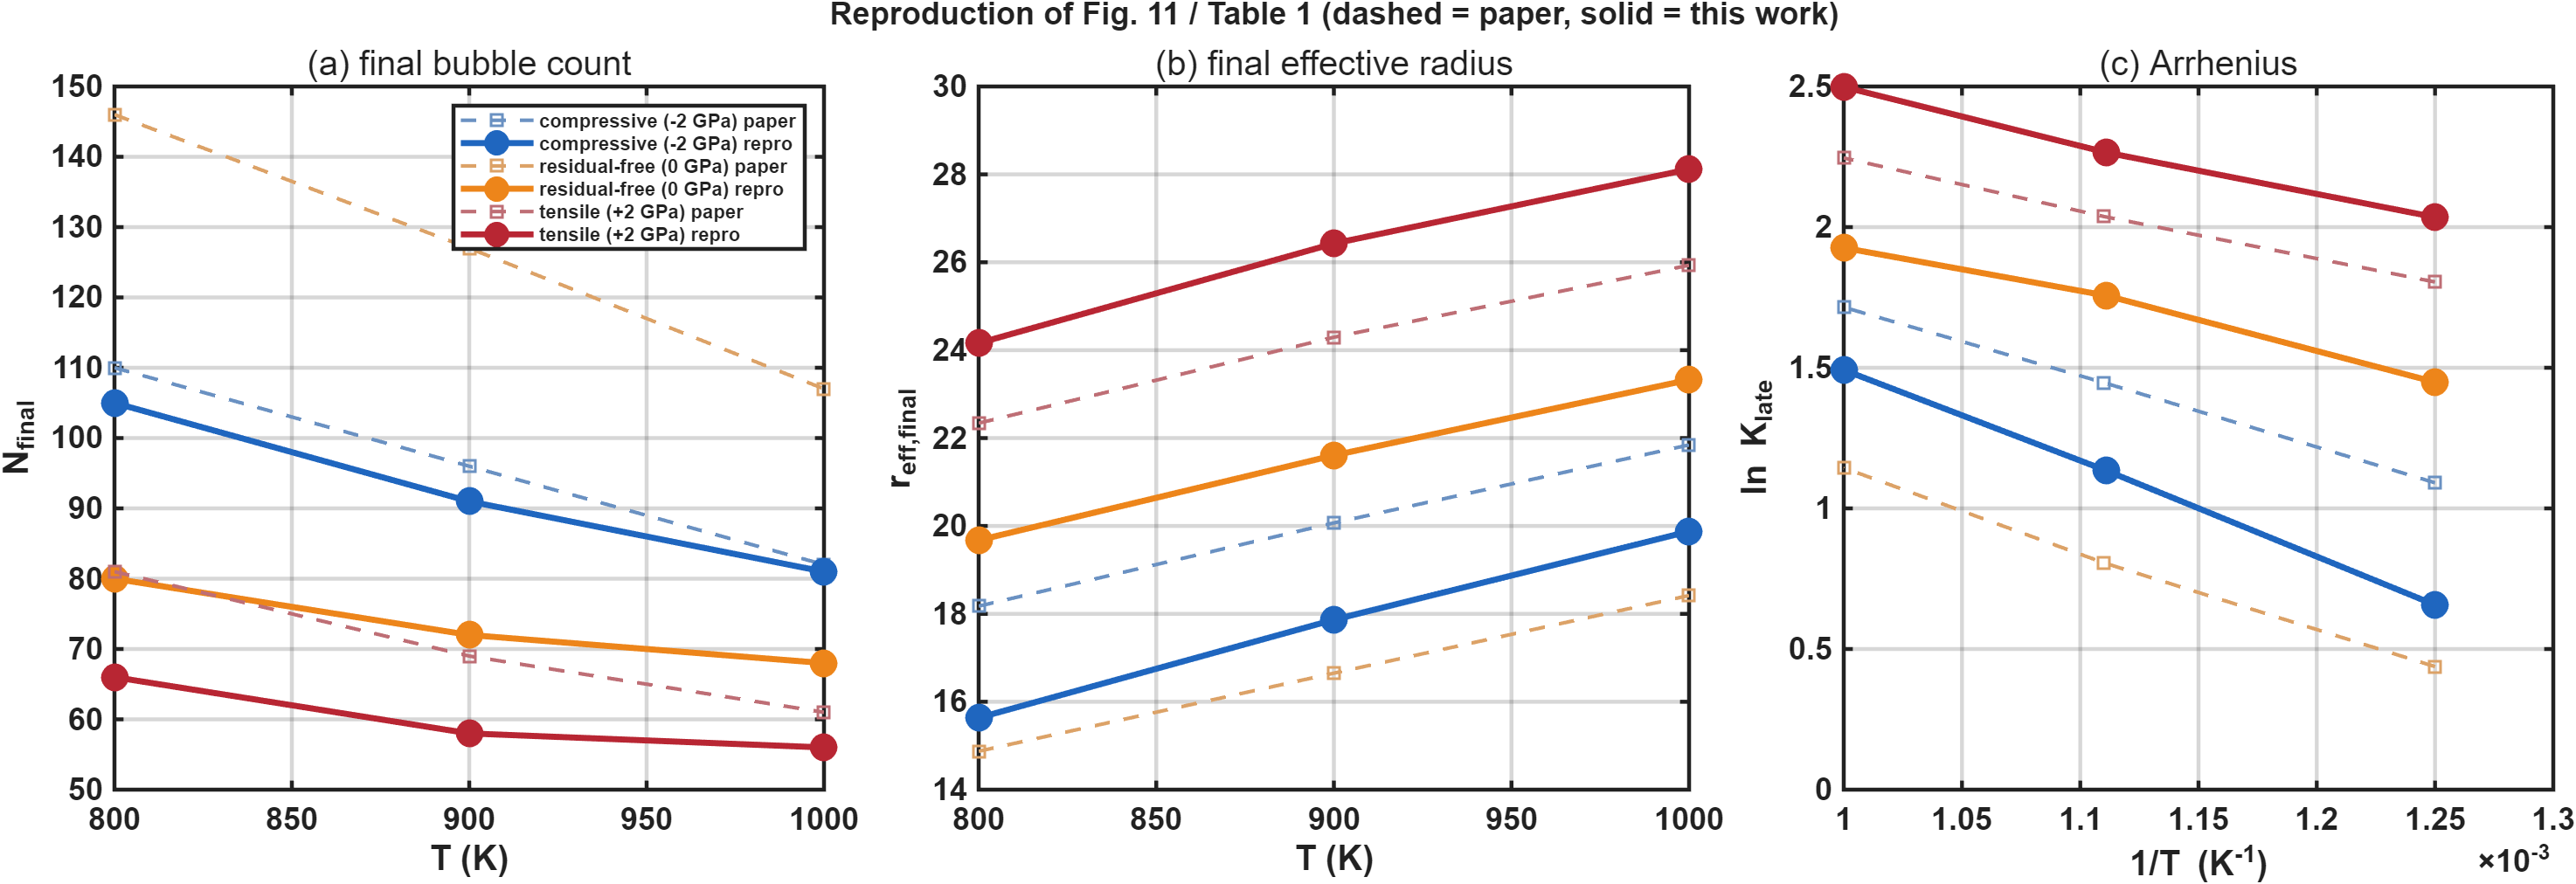 Reproduction of Fig. 11 / Table 1 (dashed = paper, solid = this work)
(a) final bubble count
150
140
130
120
110
100
90
80
70
60
50
N_final
800
850
900
950
1000
T (K)
compressive (-2 GPa) paper
compressive (-2 GPa) repro
residual-free (0 GPa) paper
residual-free (0 GPa) repro
tensile (+2 GPa) paper
tensile (+2 GPa) repro
(b) final effective radius
30
28
26
24
22
20
18
16
14
r_eff,final
800
850
900
950
1000
T (K)
(c) Arrhenius
2.5
2
1.5
1
0.5
0
ln K_late
1
1.05
1.1
1.15
1.2
1.25
1.3
1/T (K⁻¹)
×10⁻³